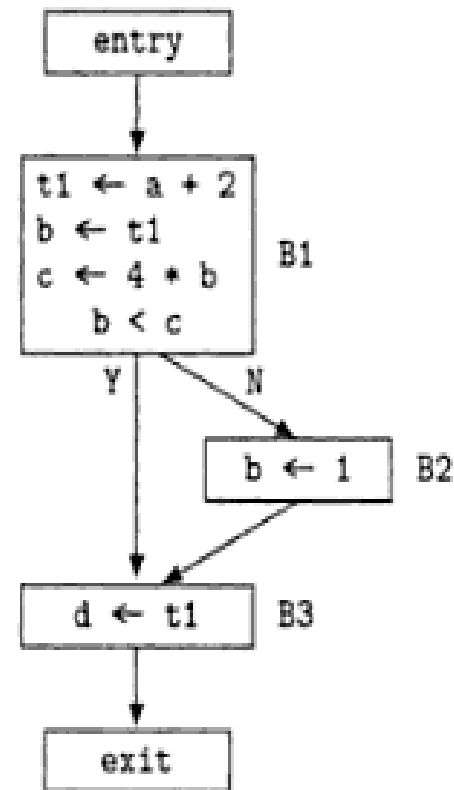 entry
t1 ← a + 2
b ← t1
c ← 4 * b
b < c
B1
Y
N
b ← 1
B2
d ← t1
B3
exit